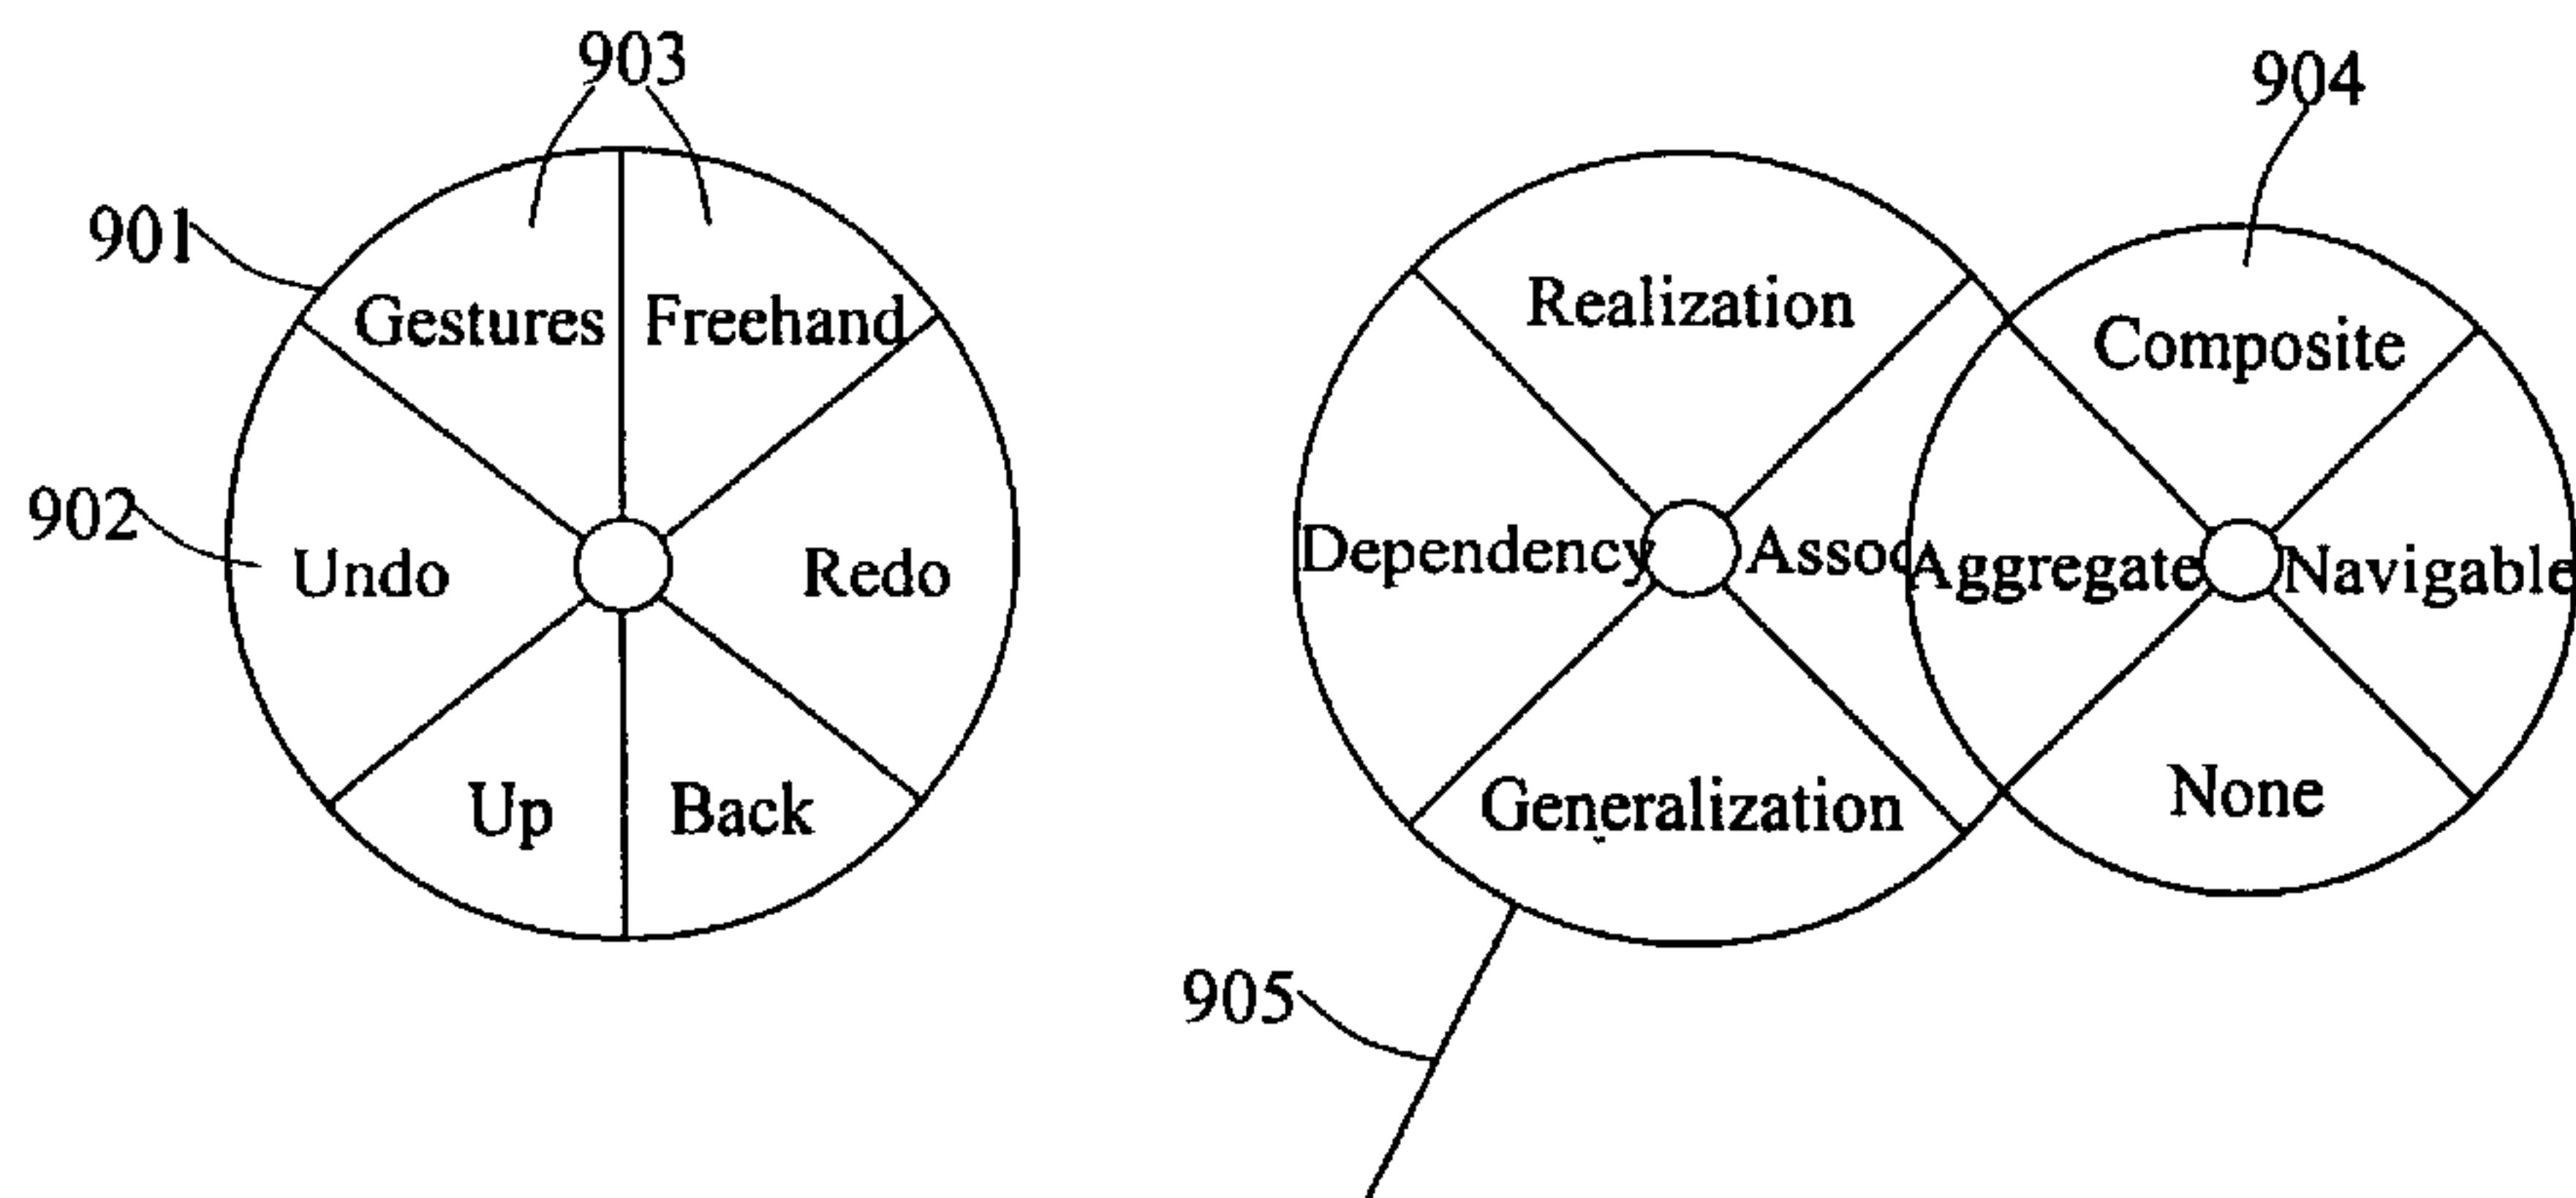 903
904
901
Gestures Freehand
Realization
Composite
902
Undo Redo
Dependency Assoc Aggregate Navigable
Up Back
Generalization
None
905